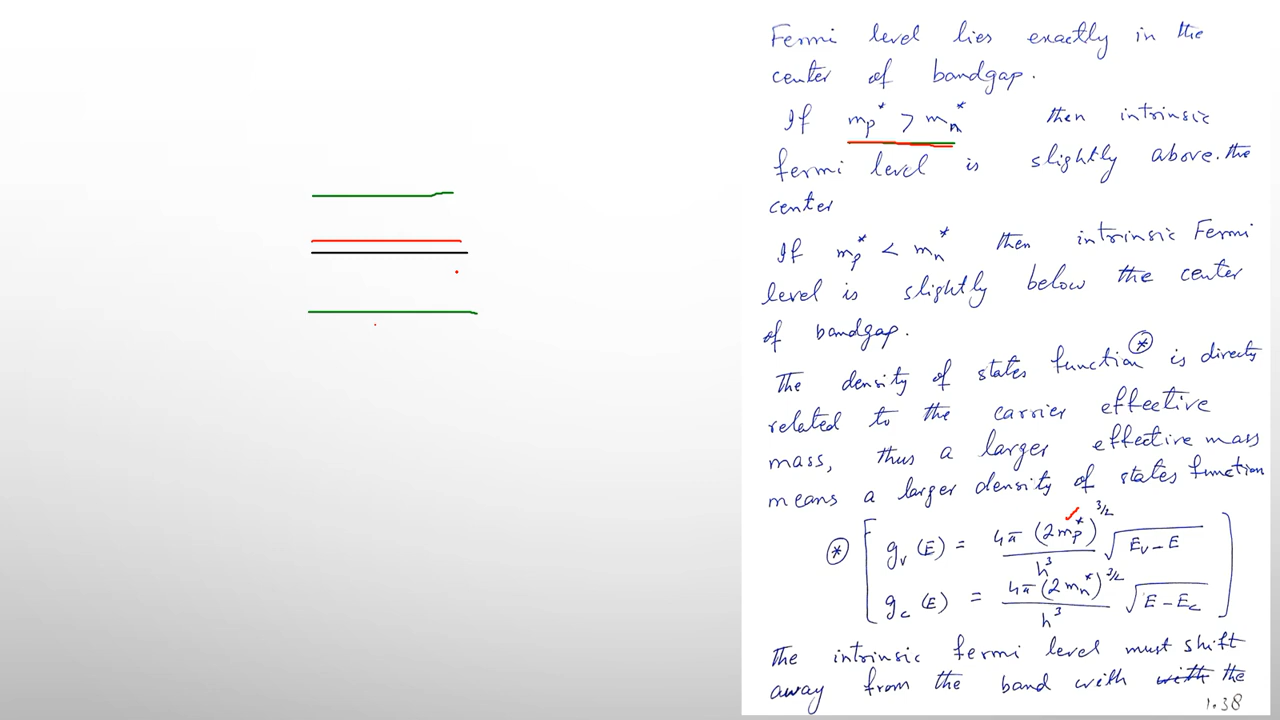 Fermi level lies exactly in the
center of bandgap.
If mp* > mn* then intrinsic
fermi level is slightly above. the
center
If mp* < mn* then intrinsic Fermi
level is slightly below the center
of bandgap.
The density of states function(*) is directly
related to the carrier effective
mass, thus a larger effective mass
means a larger density of states function
(*) [ gv (E) = 4π (2mp*)^3/2 / h³ √(Ev - E)
gc (E) = 4π (2mn*)^3/2 / h³ √(E - Ec) ]
The intrinsic fermi level must shift
away from the band with with the
1.38